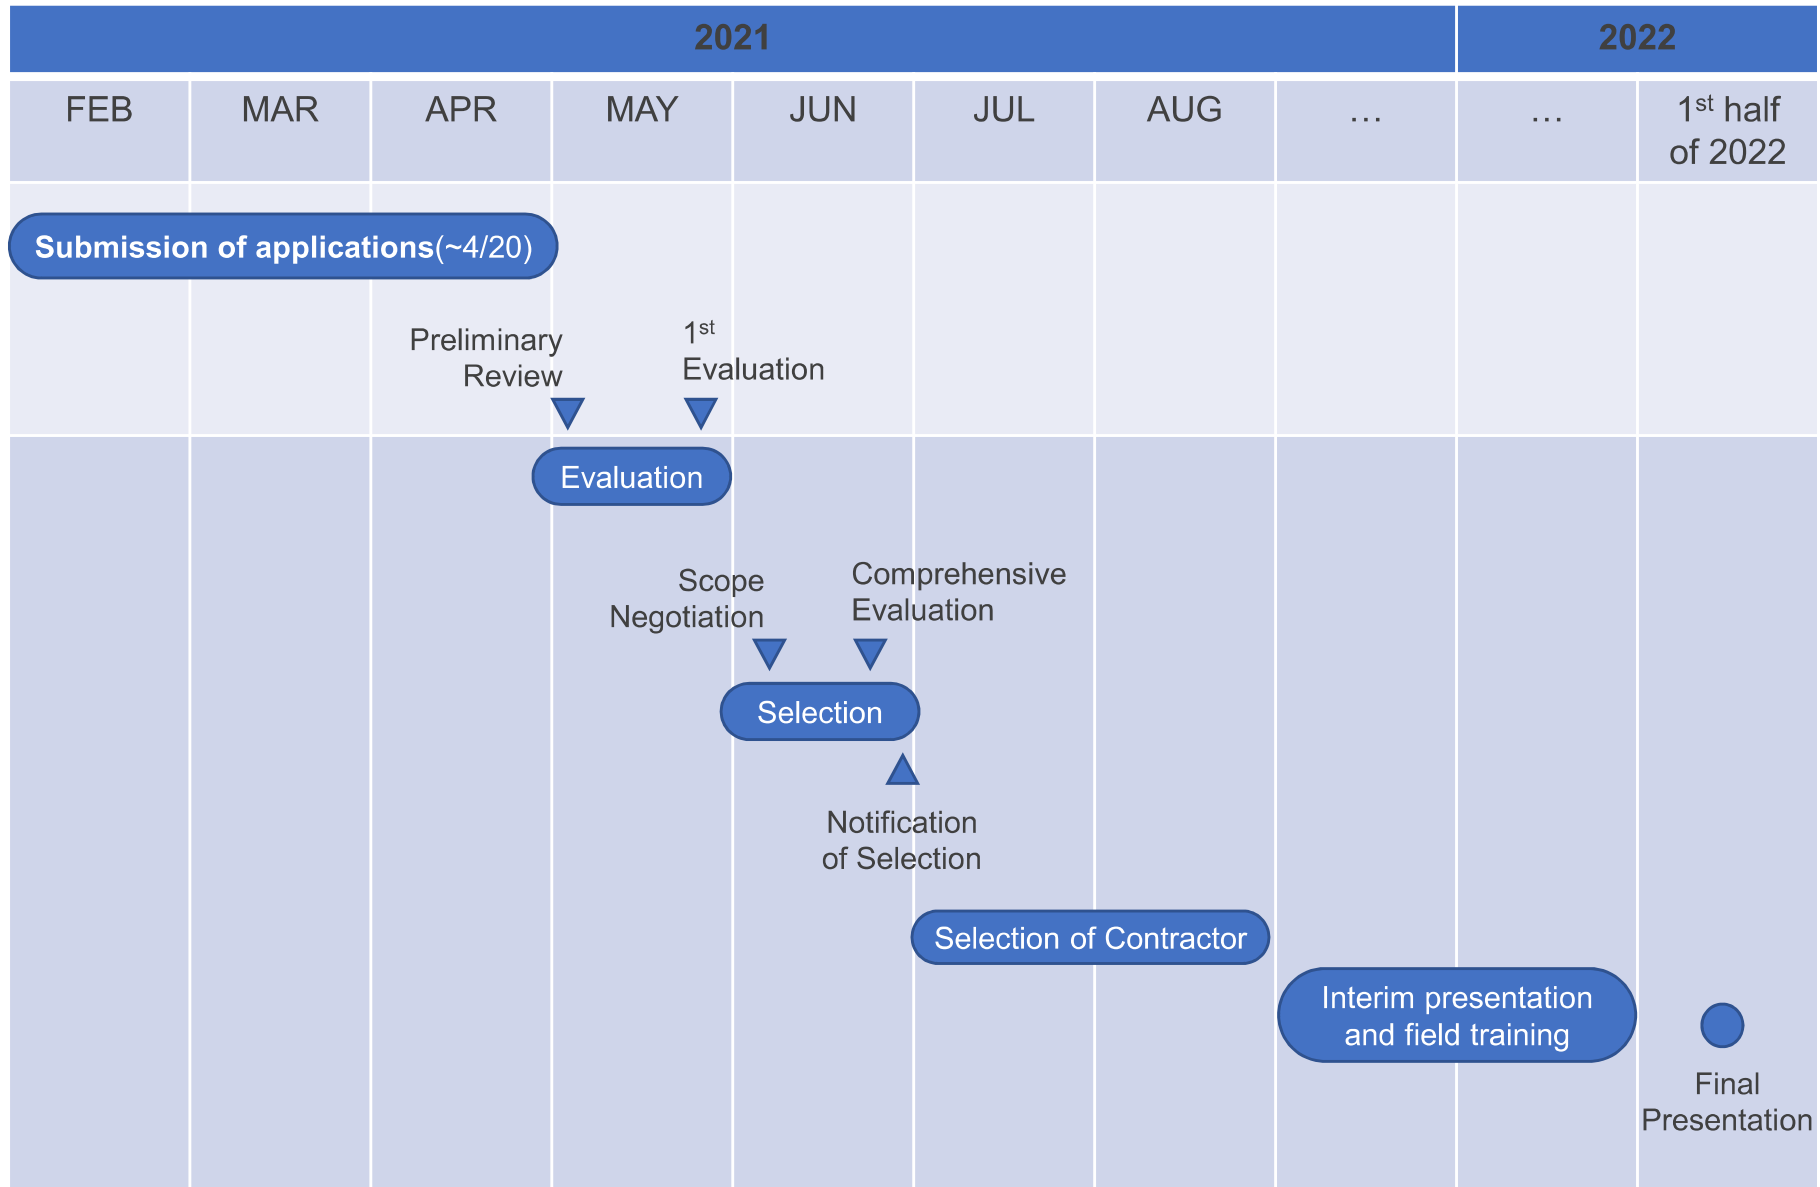 2021 2022
FEB MAR APR MAY JUN JUL AUG … … 1st half
of 2022
Submission of applications(~4/20)
Preliminary
Review
1st
Evaluation
Evaluation
Scope
Negotiation
Comprehensive
Evaluation
Selection
Notification
of Selection
Selection of Contractor
Interim presentation
and field training
Final
Presentation